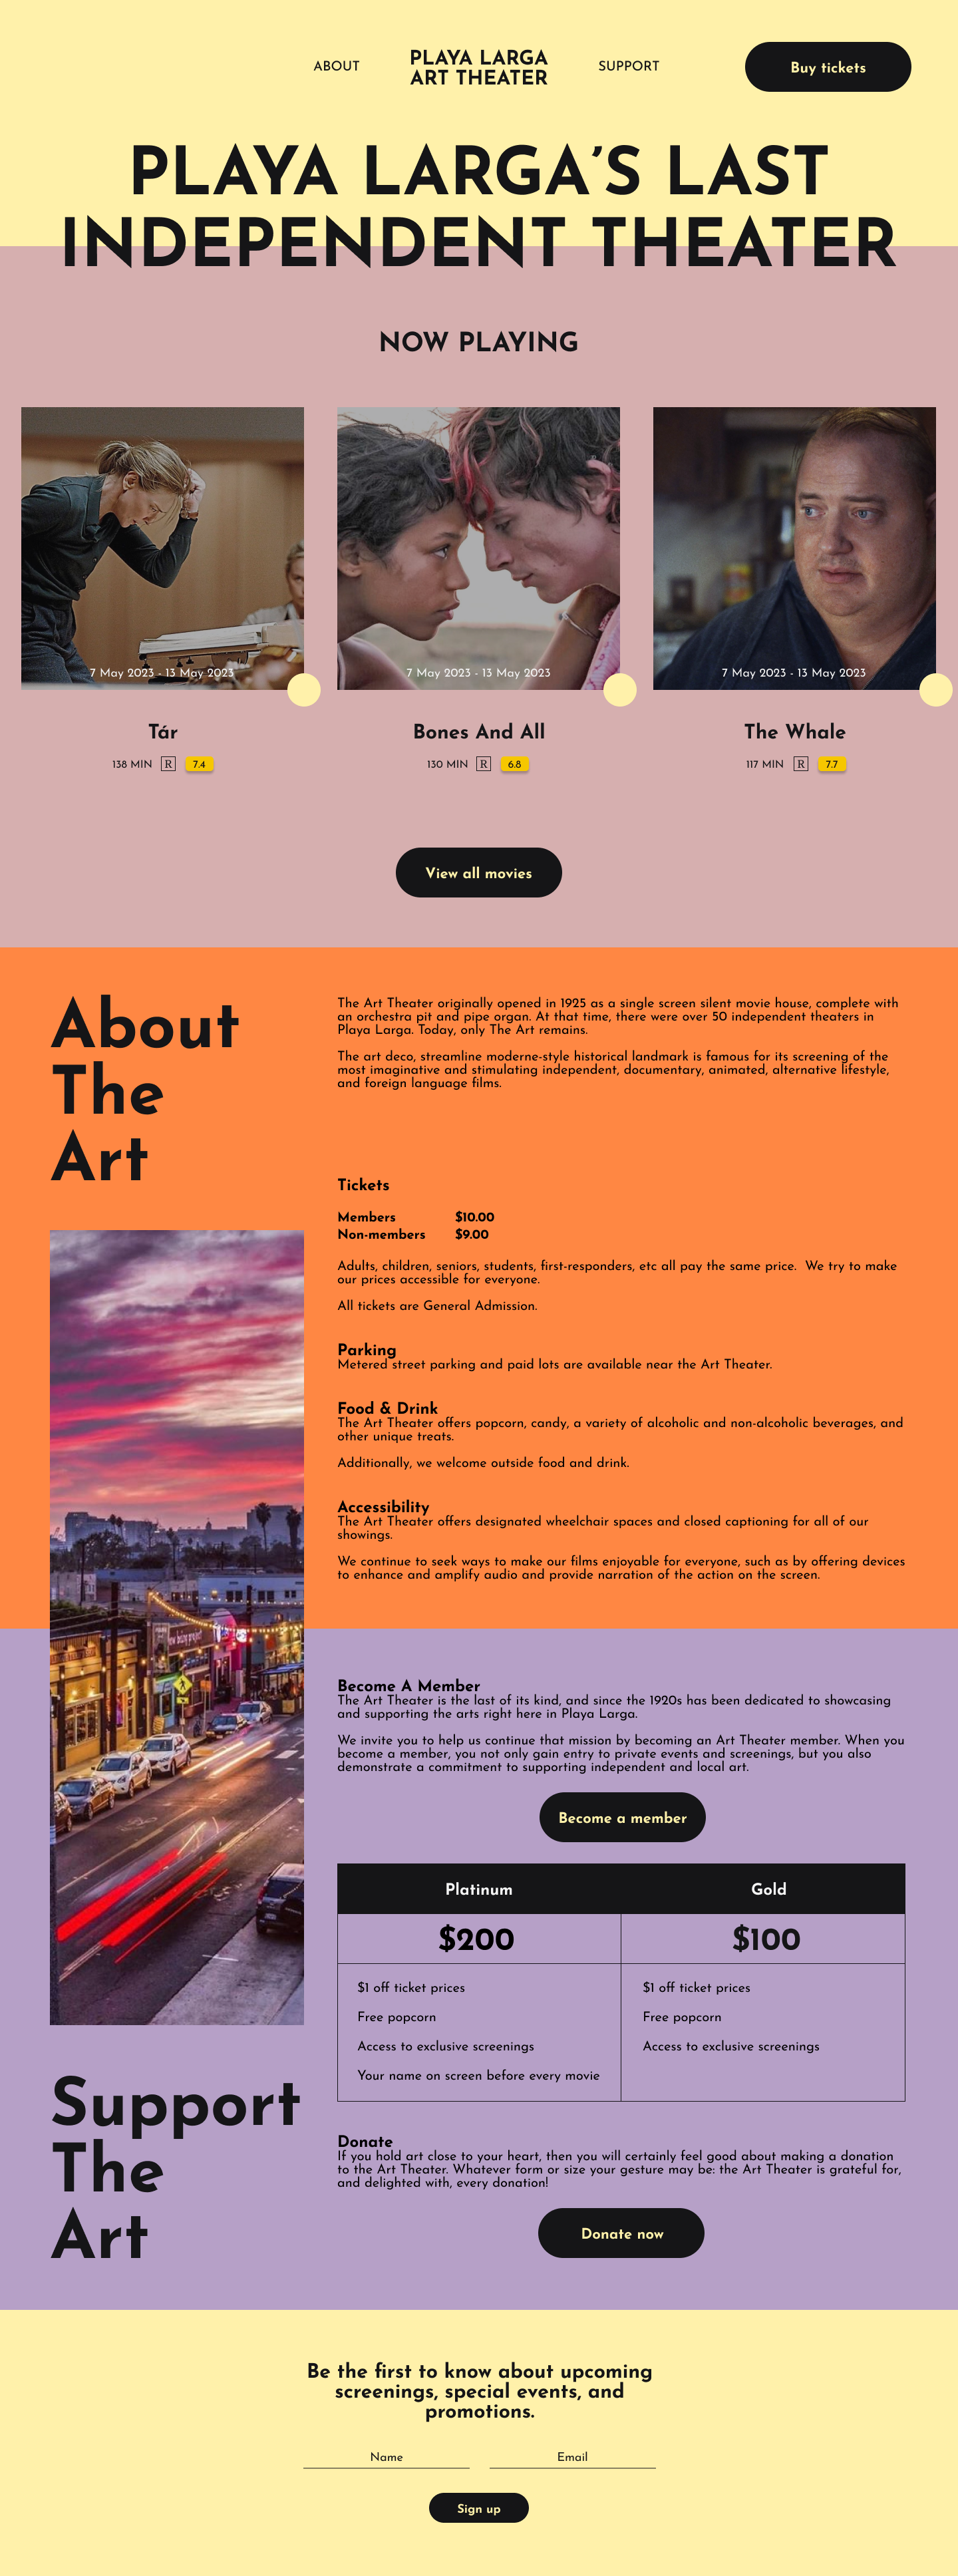 ABOUT
PLAYA LARGA
ART THEATER
SUPPORT
Buy tickets
PLAYA LARGA’S LAST
INDEPENDENT THEATER
NOW PLAYING
7 May 2023 - 13 May 2023
7 May 2023 - 13 May 2023
7 May 2023 - 13 May 2023
Tár
138 MIN R 7.4
Bones And All
130 MIN R 6.8
The Whale
117 MIN R 7.7
View all movies
About
The
Art
The Art Theater originally opened in 1925 as a single screen silent movie house, complete with
an orchestra pit and pipe organ. At that time, there were over 50 independent theaters in
Playa Larga. Today, only The Art remains.
The art deco, streamline moderne-style historical landmark is famous for its screening of the
most imaginative and stimulating independent, documentary, animated, alternative lifestyle,
and foreign language films.
Tickets
Members $10.00
Non-members $9.00
Adults, children, seniors, students, first-responders, etc all pay the same price.  We try to make
our prices accessible for everyone.
All tickets are General Admission.
Parking
Metered street parking and paid lots are available near the Art Theater.
Food & Drink
The Art Theater offers popcorn, candy, a variety of alcoholic and non-alcoholic beverages, and
other unique treats.
Additionally, we welcome outside food and drink.
Accessibility
The Art Theater offers designated wheelchair spaces and closed captioning for all of our
showings.
We continue to seek ways to make our films enjoyable for everyone, such as by offering devices
to enhance and amplify audio and provide narration of the action on the screen.
Become A Member
The Art Theater is the last of its kind, and since the 1920s has been dedicated to showcasing
and supporting the arts right here in Playa Larga.
We invite you to help us continue that mission by becoming an Art Theater member. When you
become a member, you not only gain entry to private events and screenings, but you also
demonstrate a commitment to supporting independent and local art.
Become a member
Platinum Gold
$200 $100
$1 off ticket prices $1 off ticket prices
Free popcorn Free popcorn
Access to exclusive screenings Access to exclusive screenings
Your name on screen before every movie
Support
The
Art
Donate
If you hold art close to your heart, then you will certainly feel good about making a donation
to the Art Theater. Whatever form or size your gesture may be: the Art Theater is grateful for,
and delighted with, every donation!
Donate now
Be the first to know about upcoming
screenings, special events, and
promotions.
Name Email
Sign up